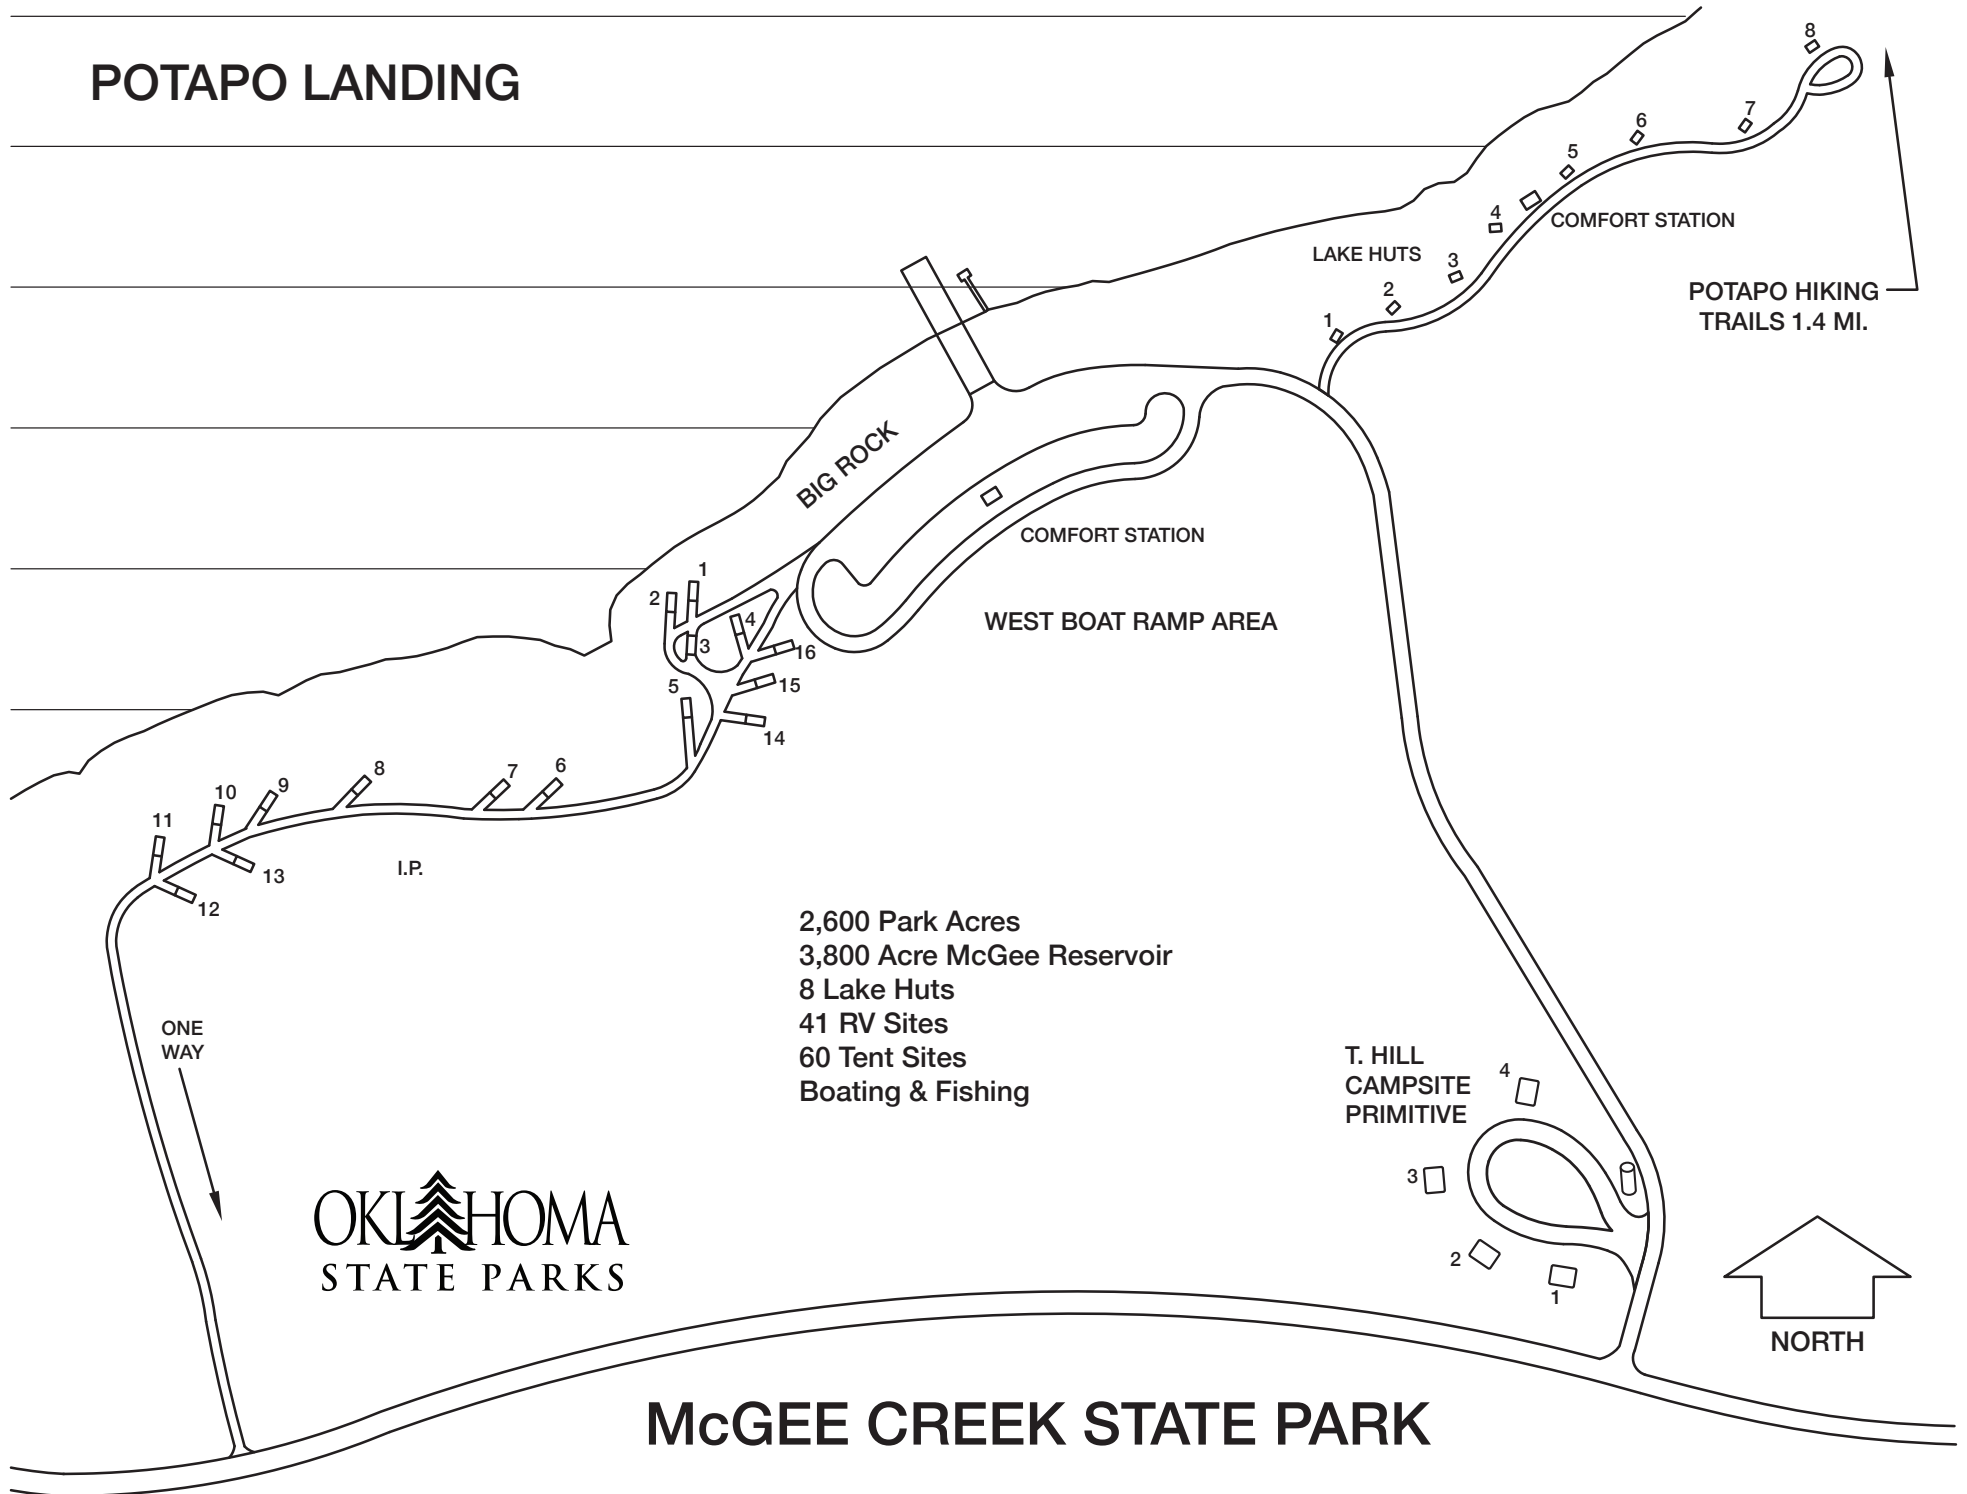 POTAPO LANDING
8
7
6
5
COMFORT STATION
4
LAKE HUTS
3
2
1
POTAPO HIKING
TRAILS 1.4 MI.
BIG ROCK
COMFORT STATION
WEST BOAT RAMP AREA
1
2
3
4
16
15
5
14
6
7
8
9
10
11
13
12
I.P.
2,600 Park Acres
3,800 Acre McGee Reservoir
8 Lake Huts
41 RV Sites
60 Tent Sites
Boating & Fishing
ONE
WAY
T. HILL
CAMPSITE
PRIMITIVE
4
3
2
1
OKLAHOMA
STATE PARKS
NORTH
McGEE CREEK STATE PARK